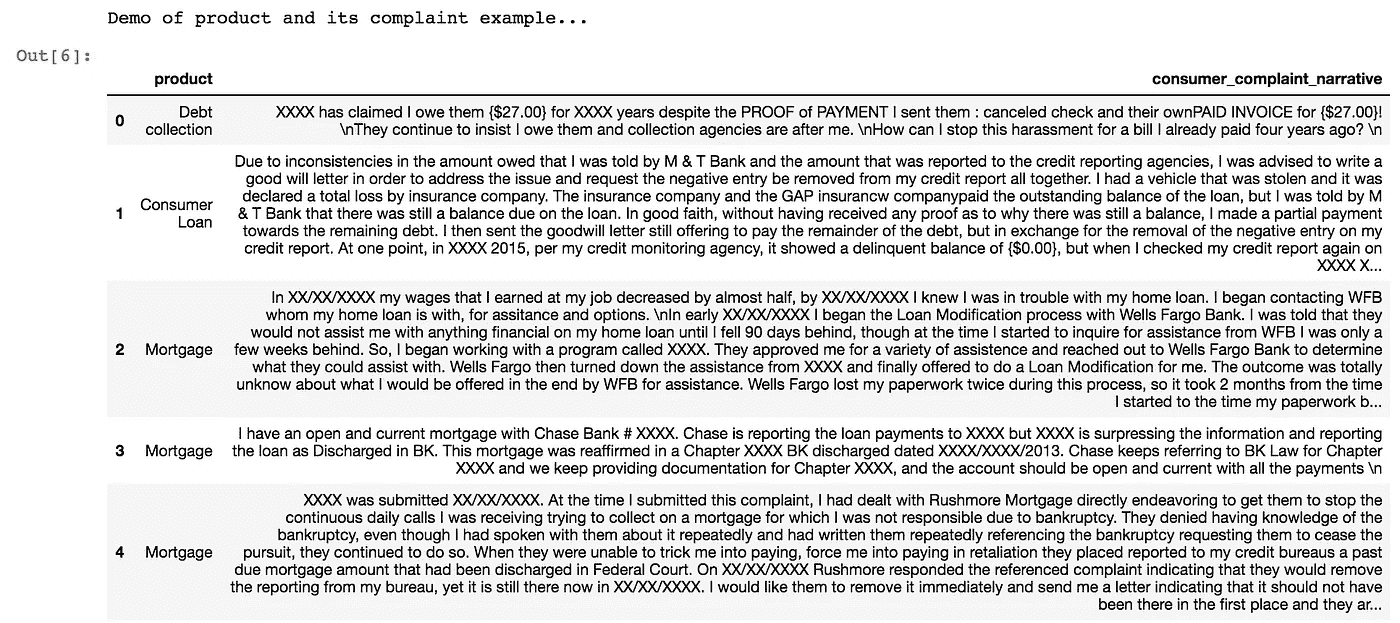 Demo of product and its complaint example...
Out[6]:
product consumer_complaint_narrative
0 Debt collection XXXX has claimed I owe them {$27.00} for XXXX years despite the PROOF of PAYMENT I sent them : canceled check and their ownPAID INVOICE for {$27.00}!
\nThey continue to insist I owe them and collection agencies are after me. \nHow can I stop this harassment for a bill I already paid four years ago? \n
Due to inconsistencies in the amount owed that I was told by M & T Bank and the amount that was reported to the credit reporting agencies, I was advised to write a
good will letter in order to address the issue and request the negative entry be removed from my credit report all together. I had a vehicle that was stolen and it was
declared a total loss by insurance company. The insurance company and the GAP insurancw companypaid the outstanding balance of the loan, but I was told by M
1 Consumer Loan & T Bank that there was still a balance due on the loan. In good faith, without having received any proof as to why there was still a balance, I made a partial payment
towards the remaining debt. I then sent the goodwill letter still offering to pay the remainder of the debt, but in exchange for the removal of the negative entry on my
credit report. At one point, in XXXX 2015, per my credit monitoring agency, it showed a delinquent balance of {$0.00}, but when I checked my credit report again on
XXXX X...
In XX/XX/XXXX my wages that I earned at my job decreased by almost half, by XX/XX/XXXX I knew I was in trouble with my home loan. I began contacting WFB
whom my home loan is with, for assitance and options. \nIn early XX/XX/XXXX I began the Loan Modification process with Wells Fargo Bank. I was told that they
would not assist me with anything financial on my home loan until I fell 90 days behind, though at the time I started to inquire for assistance from WFB I was only a
2 Mortgage few weeks behind. So, I began working with a program called XXXX. They approved me for a variety of assistence and reached out to Wells Fargo Bank to determine
what they could assist with. Wells Fargo then turned down the assistance from XXXX and finally offered to do a Loan Modification for me. The outcome was totally
unknow about what I would be offered in the end by WFB for assistance. Wells Fargo lost my paperwork twice during this process, so it took 2 months from the time
I started to the time my paperwork b...
I have an open and current mortgage with Chase Bank # XXXX. Chase is reporting the loan payments to XXXX but XXXX is surpressing the information and reporting
3 Mortgage the loan as Discharged in BK. This mortgage was reaffirmed in a Chapter XXXX BK discharged dated XXXX/XXXX/2013. Chase keeps referring to BK Law for Chapter
XXXX and we keep providing documentation for Chapter XXXX, and the account should be open and current with all the payments \n
XXXX was submitted XX/XX/XXXX. At the time I submitted this complaint, I had dealt with Rushmore Mortgage directly endeavoring to get them to stop the
continuous daily calls I was receiving trying to collect on a mortgage for which I was not responsible due to bankruptcy. They denied having knowledge of the
bankruptcy, even though I had spoken with them about it repeatedly and had written them repeatedly referencing the bankruptcy requesting them to cease the
4 Mortgage pursuit, they continued to do so. When they were unable to trick me into paying, force me into paying in retaliation they placed reported to my credit bureaus a past
due mortgage amount that had been discharged in Federal Court. On XX/XX/XXXX Rushmore responded the referenced complaint indicating that they would remove
the reporting from my bureau, yet it is still there now in XX/XX/XXXX. I would like them to remove it immediately and send me a letter indicating that it should not have
been there in the first place and they ar...